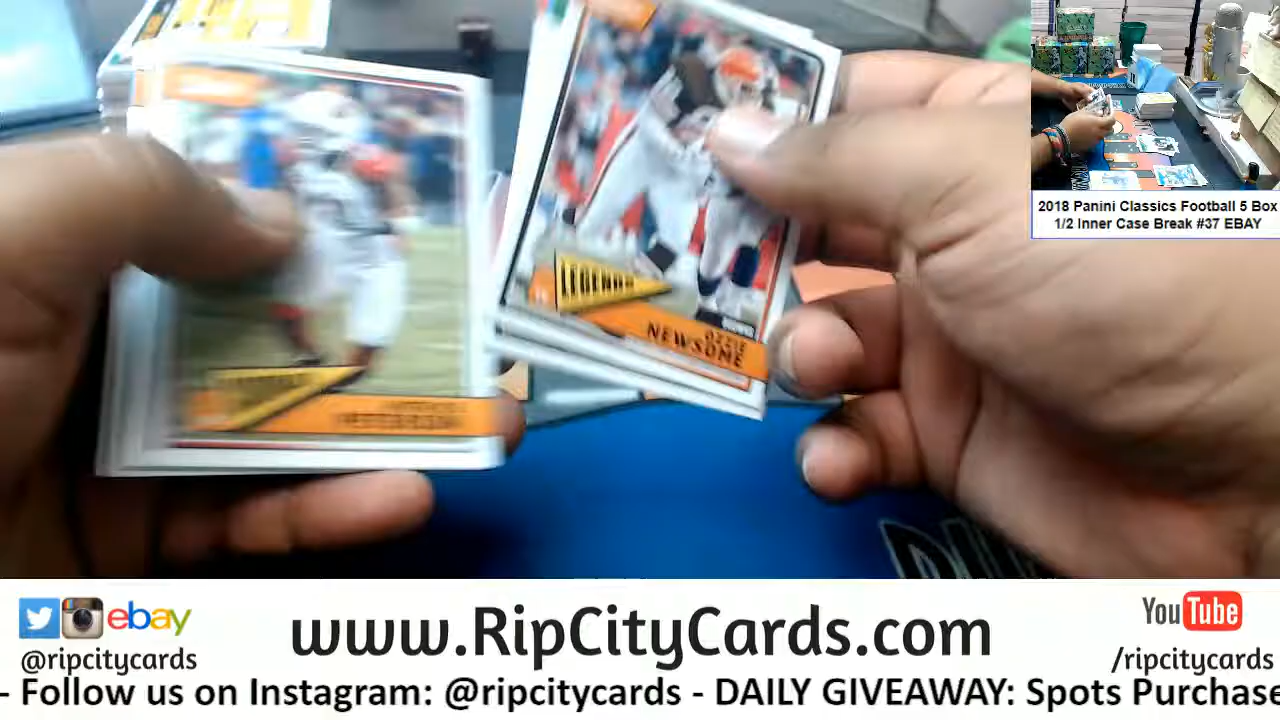 LEGENDS
OZZIE
NEWSOME
2018 Panini Classics Football 5 Box
1/2 Inner Case Break #37 EBAY
ebay
www.RipCityCards.com
YouTube
@ripcitycards
/ripcitycards
- Follow us on Instagram: @ripcitycards - DAILY GIVEAWAY: Spots Purchase